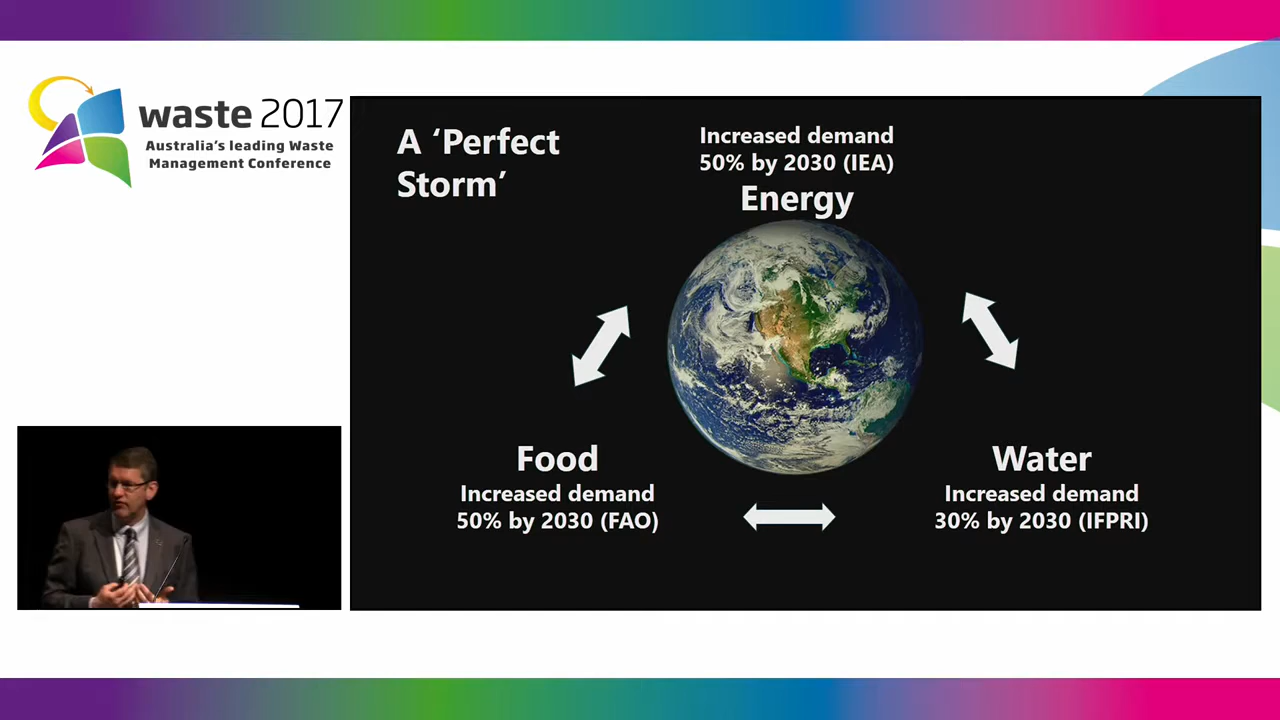 waste 2017
Australia's leading Waste
Management Conference
A ‘Perfect
Storm’
Increased demand
50% by 2030 (IEA)
Energy
Food
Increased demand
50% by 2030 (FAO)
Water
Increased demand
30% by 2030 (IFPRI)